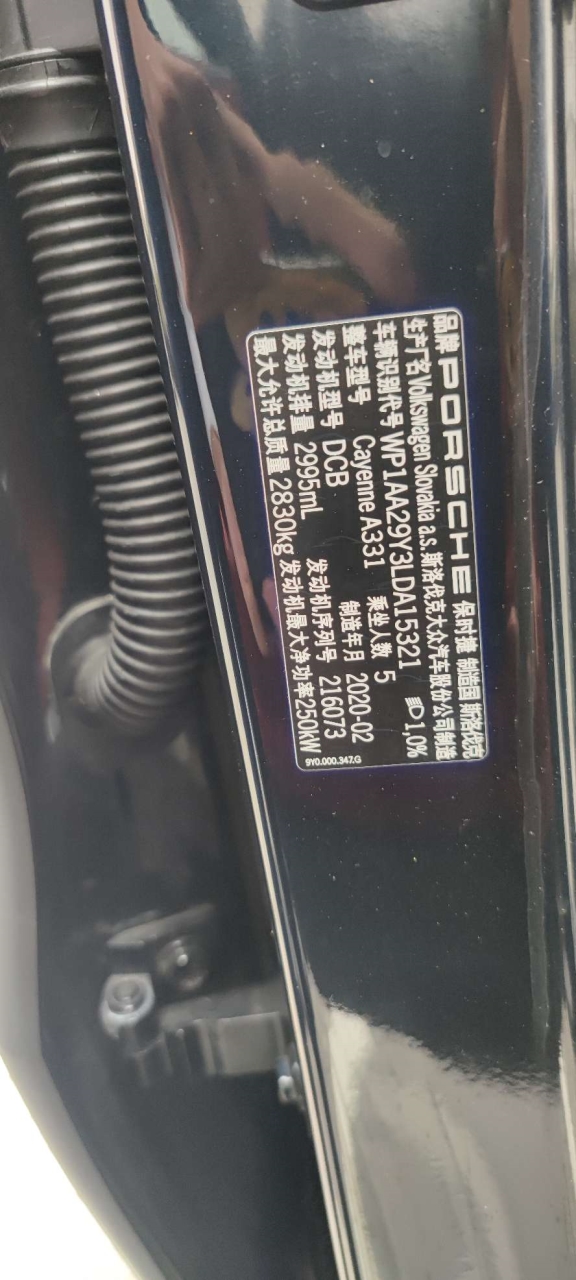 品牌 PORSCHE 保时捷 制造国 斯洛伐克
生产厂名 Volkswagen Slovakia a.s. 斯洛伐克大众汽车股份公司制造
车辆识别代号 WP1AA29Y3LDA15321 1,0%
整车型号 Cayenne A331 乘坐人数 5
发动机型号 DCB 制造年月 2020-02
发动机排量 2995mL 发动机序列号 216073
最大允许总质量 2830kg 发动机最大净功率 250kW
9Y0.000.347.G